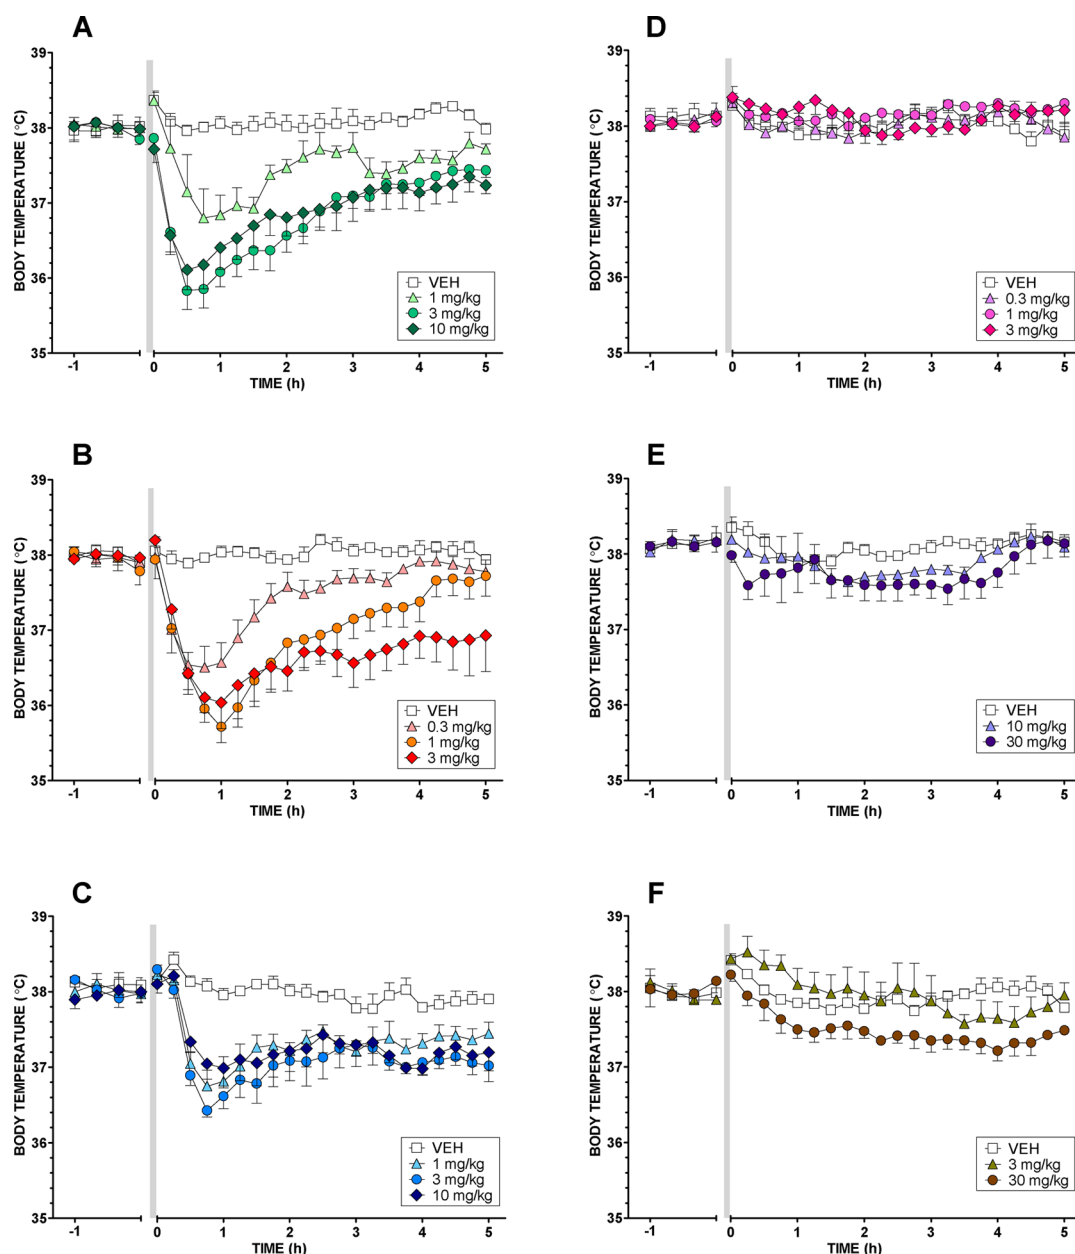 A
BODY TEMPERATURE (°C)
39
38
37
36
35
VEH
1 mg/kg
3 mg/kg
10 mg/kg
-1 0 1 2 3 4 5
TIME (h)
D
BODY TEMPERATURE (°C)
39
38
37
36
35
VEH
0.3 mg/kg
1 mg/kg
3 mg/kg
-1 0 1 2 3 4 5
TIME (h)
B
BODY TEMPERATURE (°C)
39
38
37
36
35
VEH
0.3 mg/kg
1 mg/kg
3 mg/kg
-1 0 1 2 3 4 5
TIME (h)
E
BODY TEMPERATURE (°C)
39
38
37
36
35
VEH
10 mg/kg
30 mg/kg
-1 0 1 2 3 4 5
TIME (h)
C
BODY TEMPERATURE (°C)
39
38
37
36
35
VEH
1 mg/kg
3 mg/kg
10 mg/kg
-1 0 1 2 3 4 5
TIME (h)
F
BODY TEMPERATURE (°C)
39
38
37
36
35
VEH
3 mg/kg
30 mg/kg
-1 0 1 2 3 4 5
TIME (h)